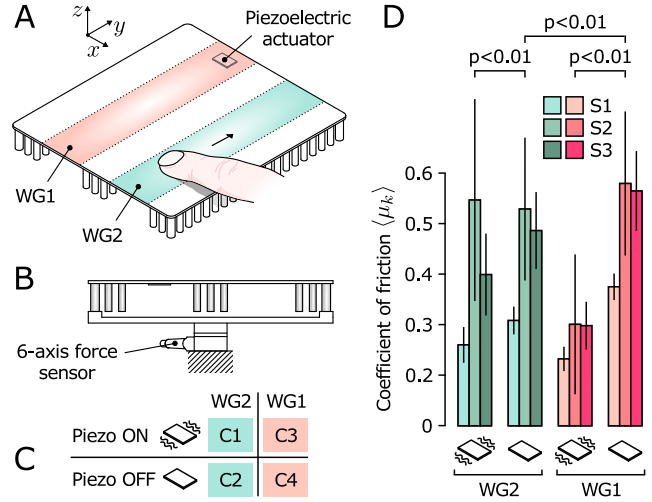 A
z
y
x
Piezoelectric
actuator
WG1
WG2
B
6-axis force
sensor
C
WG2 WG1
Piezo ON C1 C3
Piezo OFF C2 C4
D
p<0.01
p<0.01 p<0.01
S1
S2
S3
Coefficient of friction ⟨μk⟩
0.6
0.5
0.4
0.3
0.2
0
WG2 WG1